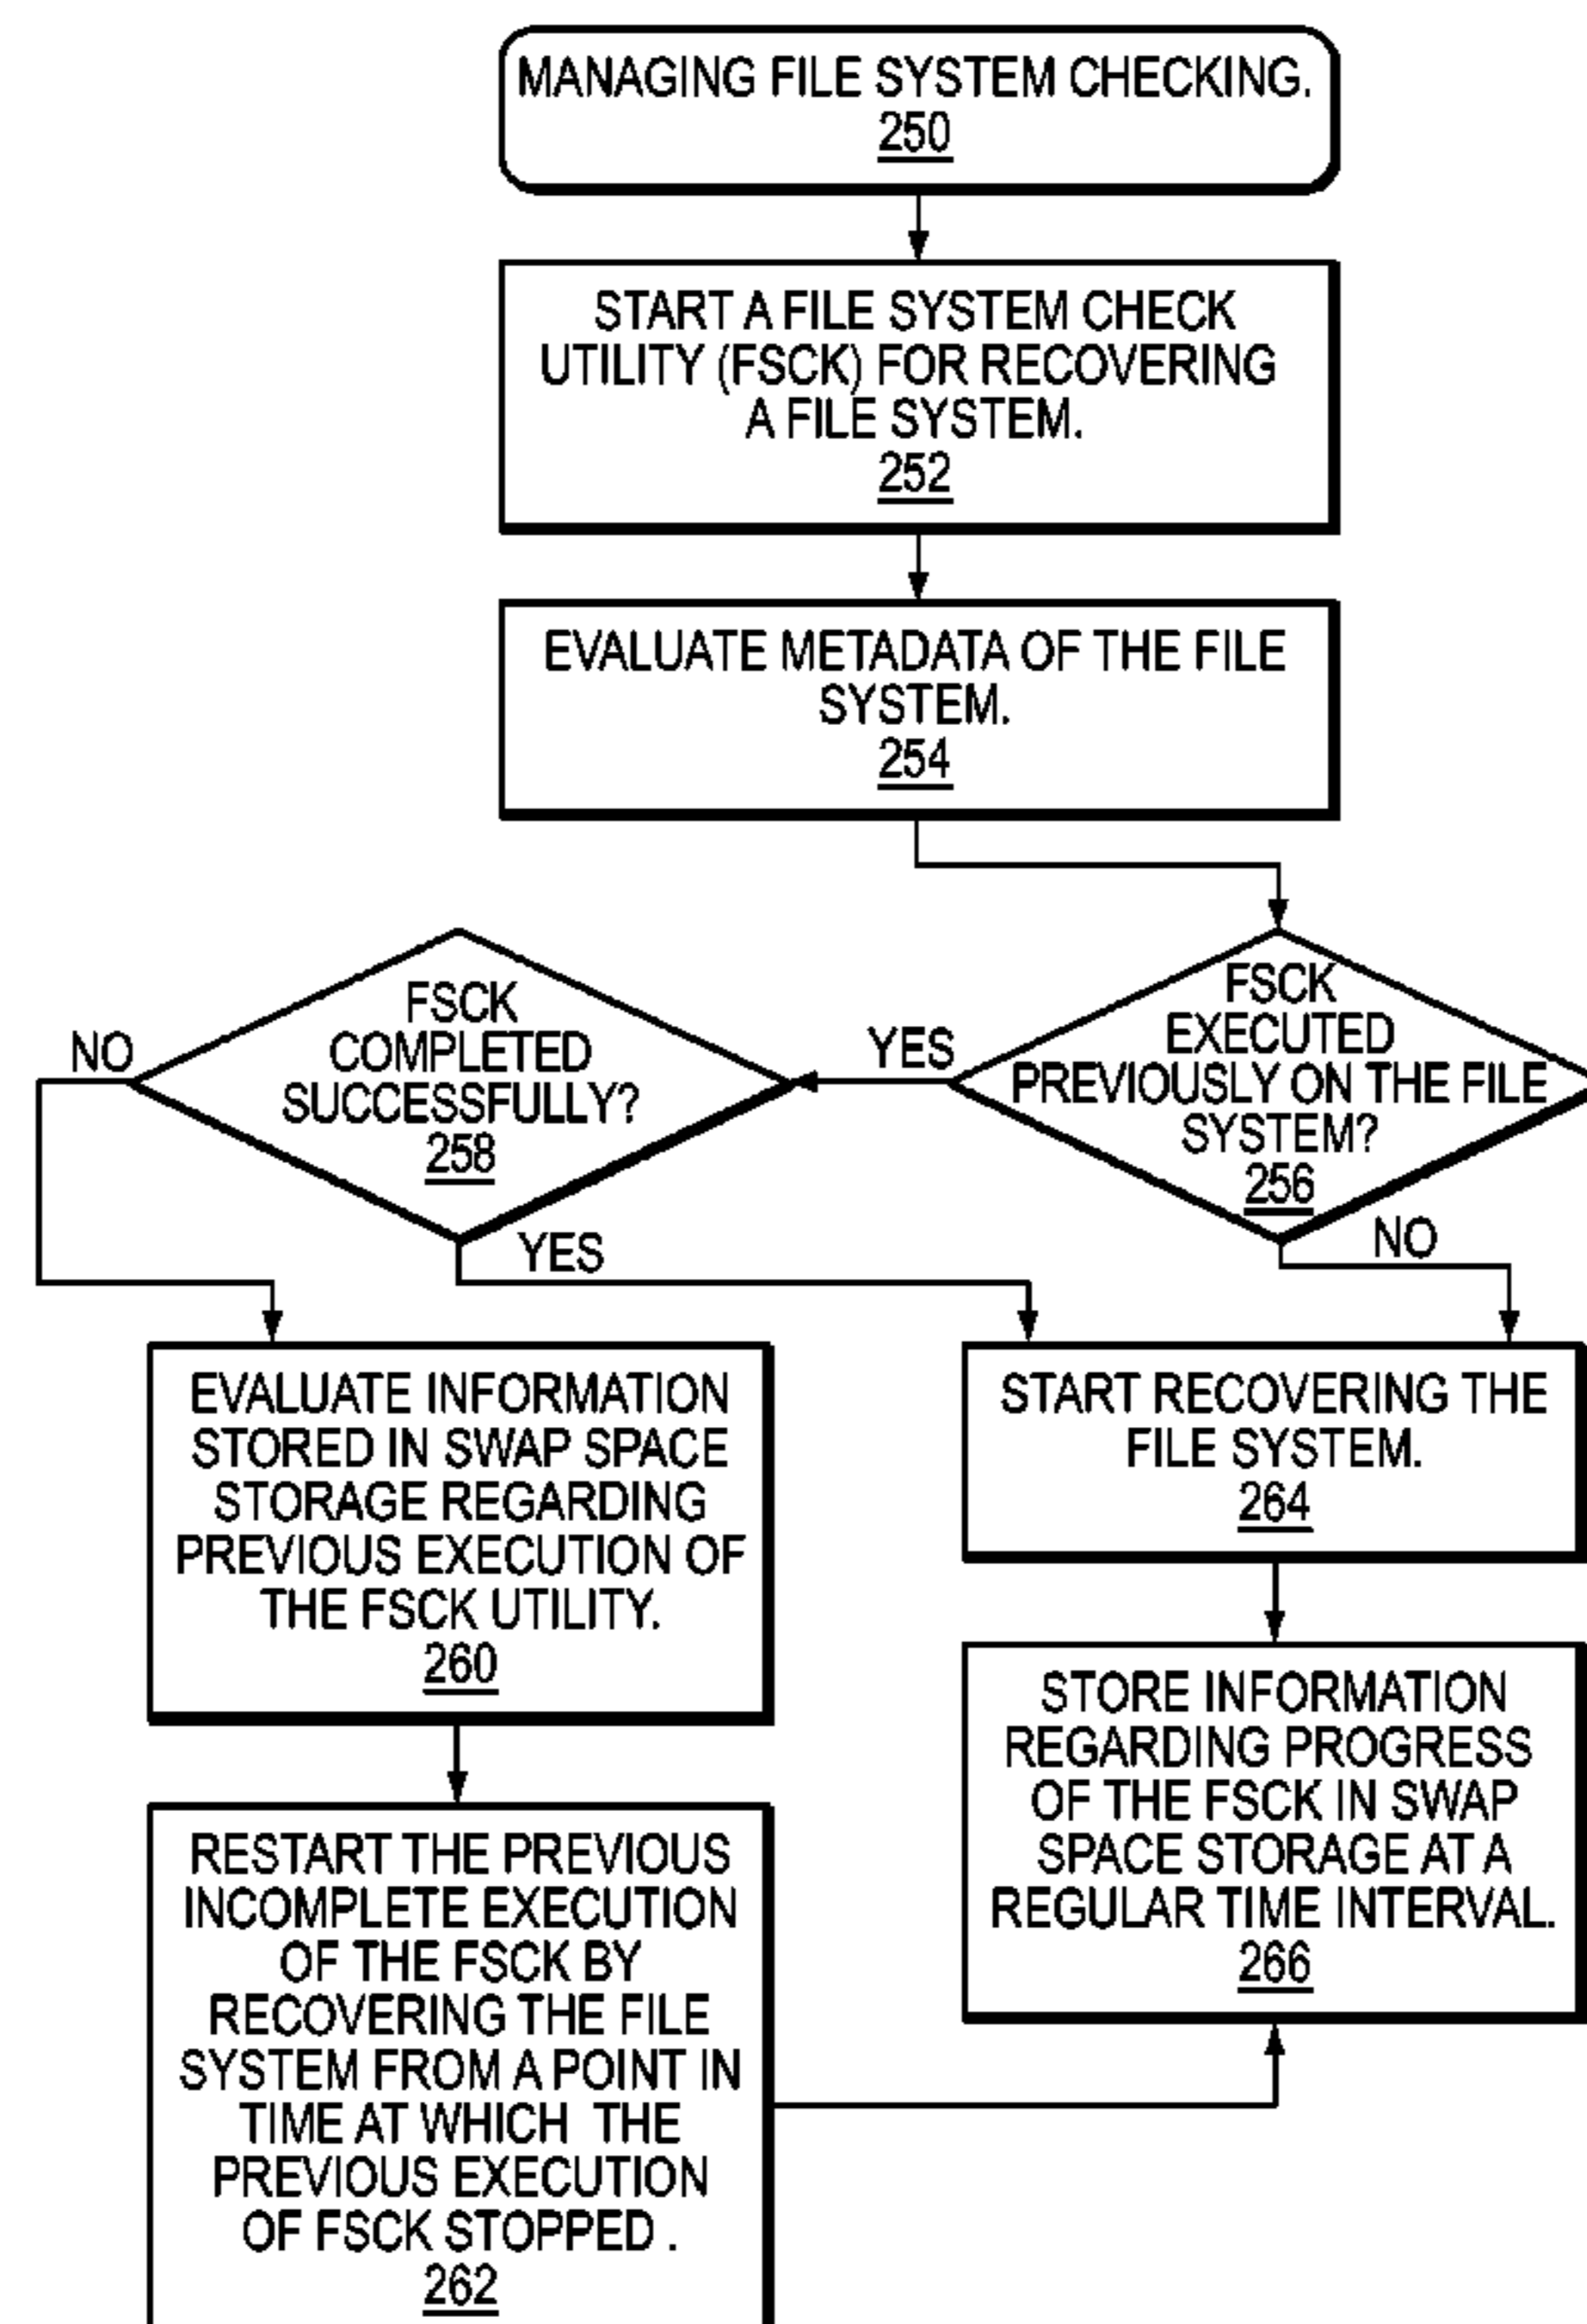 MANAGING FILE SYSTEM CHECKING.
250
START A FILE SYSTEM CHECK
UTILITY (FSCK) FOR RECOVERING
A FILE SYSTEM.
252
EVALUATE METADATA OF THE FILE
SYSTEM.
254
FSCK
EXECUTED
PREVIOUSLY ON THE FILE
SYSTEM?
256
YES
NO
FSCK
COMPLETED
SUCCESSFULLY?
258
NO
YES
EVALUATE INFORMATION
STORED IN SWAP SPACE
STORAGE REGARDING
PREVIOUS EXECUTION OF
THE FSCK UTILITY.
260
RESTART THE PREVIOUS
INCOMPLETE EXECUTION
OF THE FSCK BY
RECOVERING THE FILE
SYSTEM FROM A POINT IN
TIME AT WHICH THE
PREVIOUS EXECUTION
OF FSCK STOPPED .
262
START RECOVERING THE
FILE SYSTEM.
264
STORE INFORMATION
REGARDING PROGRESS
OF THE FSCK IN SWAP
SPACE STORAGE AT A
REGULAR TIME INTERVAL.
266